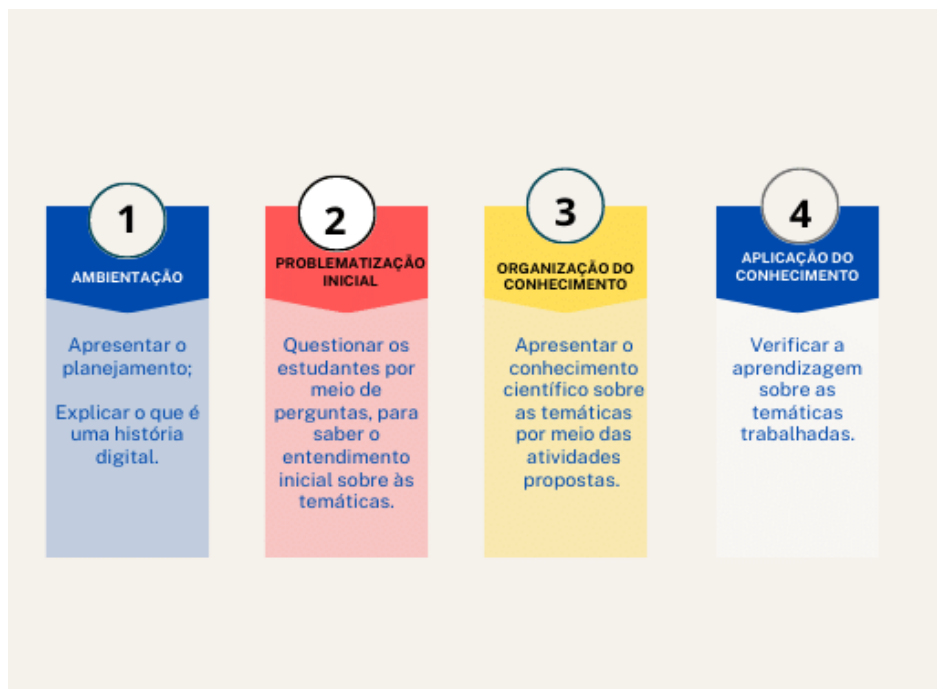 1
AMBIENTAÇÃO
Apresentar o
planejamento;
Explicar o que é
uma história
digital.
2
PROBLEMATIZAÇÃO
INICIAL
Questionar os
estudantes por
meio de
perguntas, para
saber o
entendimento
inicial sobre às
temáticas.
3
ORGANIZAÇÃO DO
CONHECIMENTO
Apresentar o
conhecimento
científico sobre
as temáticas
por meio das
atividades
propostas.
4
APLICAÇÃO DO
CONHECIMENTO
Verificar a
aprendizagem
sobre as
temáticas
trabalhadas.